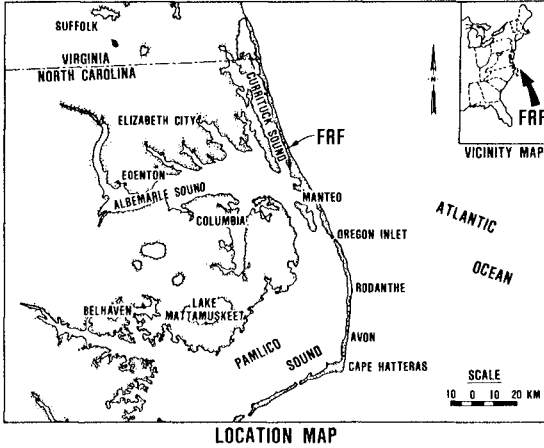 SUFFOLK
VIRGINIA
NORTH CAROLINA
ELIZABETH CITY
CURRITUCK SOUND
FRF
N
FRF
VICINITY MAP
EDENTON
ALBEMARLE SOUND
MANTEO
COLUMBIA
ATLANTIC
OCEAN
OREGON INLET
RODANTHE
BELHAVEN
LAKE
MATTAMUSKEET
AVON
PAMLICO SOUND
CAPE HATTERAS
SCALE
10 0 10 20 KM
LOCATION MAP